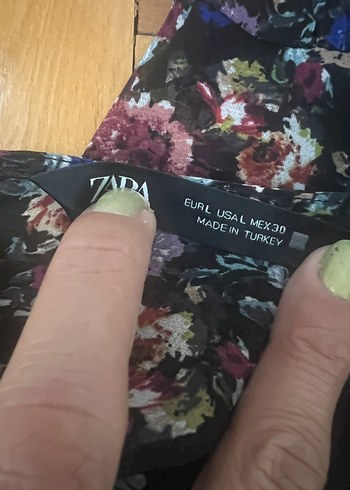 ZARA
EUR L USA L MEX 30
MADE IN TURKEY